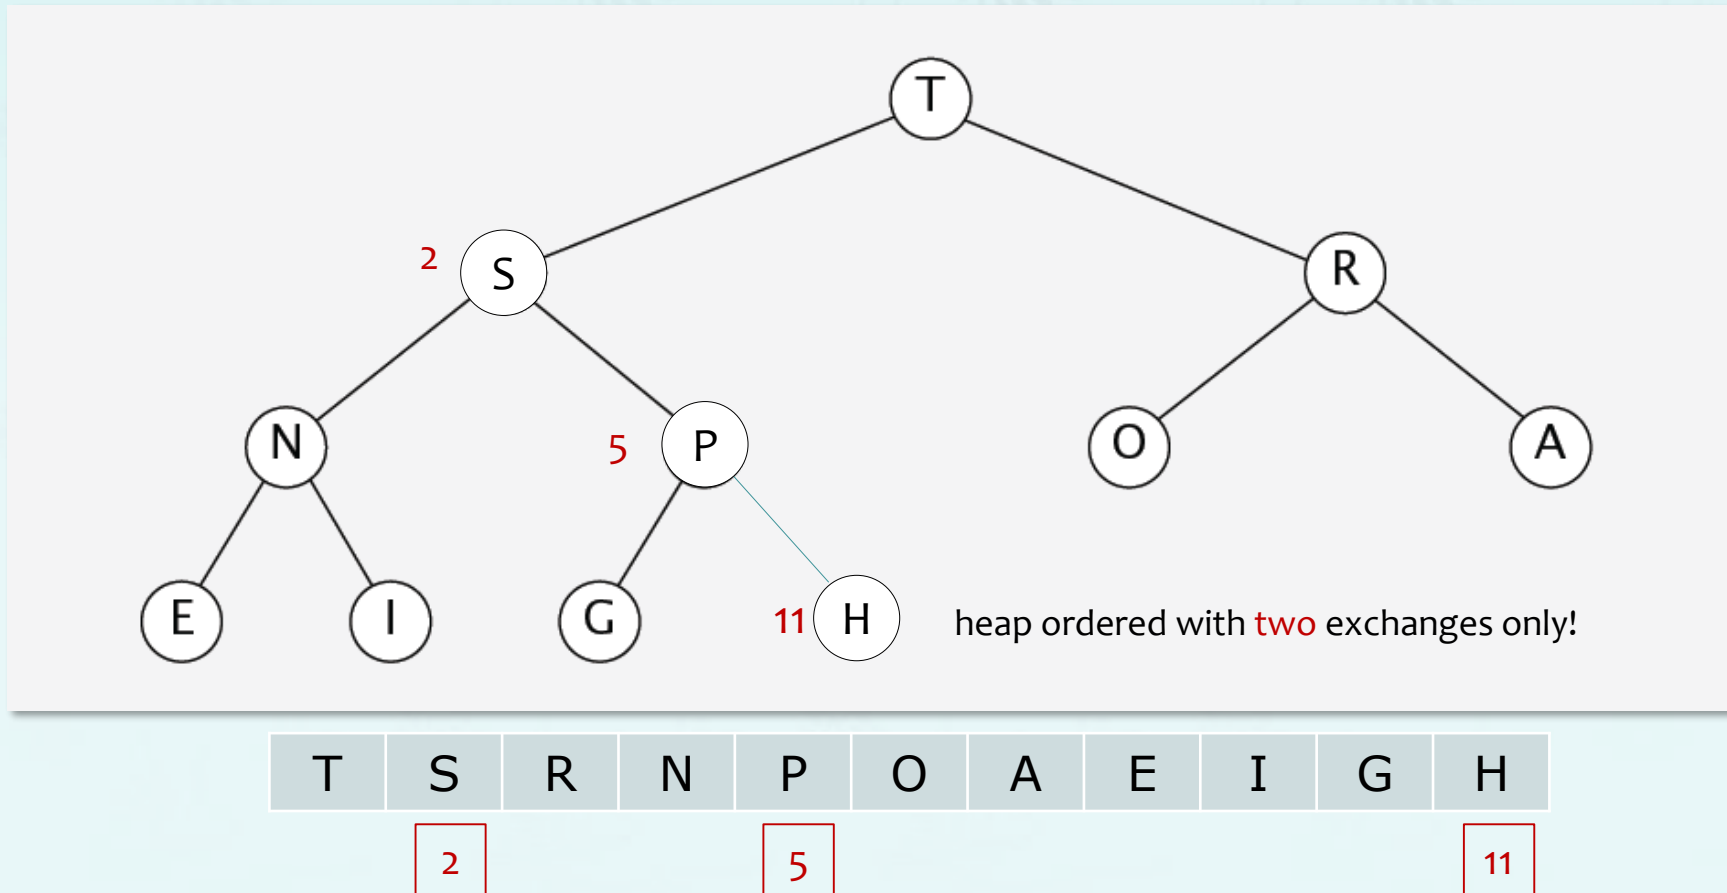 T
2 S R
N 5 P O A
E I G 11 H heap ordered with two exchanges only!
T S R N P O A E I G H
2 5 11